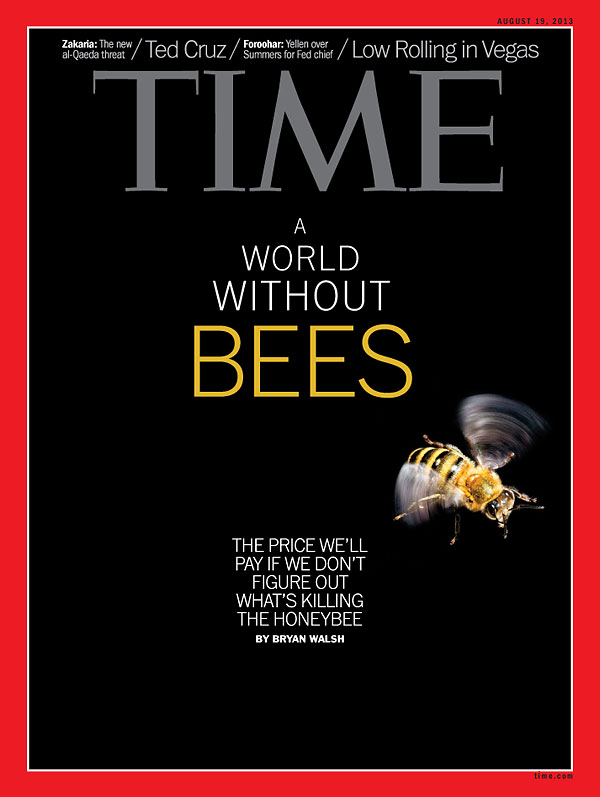 AUGUST 19, 2013
Zakaria: The new al-Qaeda threat / Ted Cruz / Foroohar: Yellen over Summers for Fed chief / Low Rolling in Vegas
TIME
A
WORLD
WITHOUT
BEES
THE PRICE WE'LL
PAY IF WE DON'T
FIGURE OUT
WHAT'S KILLING
THE HONEYBEE
BY BRYAN WALSH
time.com